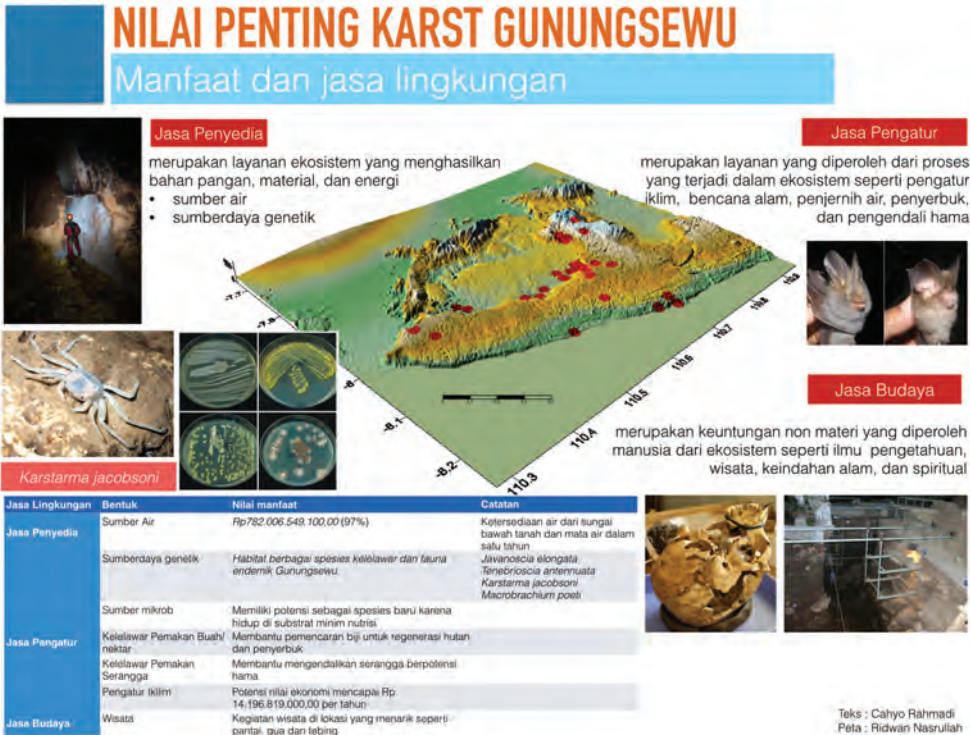 NILAI PENTING KARST GUNUNGSEWU
Manfaat dan jasa lingkungan
Jasa Penyedia
merupakan layanan ekosistem yang menghasilkan
bahan pangan, material, dan energi
• sumber air
• sumberdaya genetik
Jasa Pengatur
merupakan layanan yang diperoleh dari proses
yang terjadi dalam ekosistem seperti pengatur
iklim, bencana alam, penjernih air, penyerbuk,
dan pengendali hama
-7.7
-7.9
-8
-8.1
-8.2
110.3
110.4
110.5
110.6
110.7
110.8
110.9
Karstarma jacobsoni
Jasa Budaya
merupakan keuntungan non materi yang diperoleh
manusia dari ekosistem seperti ilmu pengetahuan,
wisata, keindahan alam, dan spiritual
Jasa Lingkungan Bentuk Nilai manfaat Catatan
Jasa Penyedia
Sumber Air
Rp782.006.549.100,00 (97%)
Ketersediaan air dari sungai
bawah tanah dan mata air dalam
satu tahun
Sumberdaya genetik
Habitat berbagai spesies kelelawar dan fauna
endemik Gunungsewu
Javanoscia elongata
Tenebrioscia antennuata
Karstarma jacobsoni
Macrobrachium poeti
Sumber mikrob
Memiliki potensi sebagai spesies baru karena
hidup di substrat minim nutrisi
Jasa Pengatur
Kelelawar Pemakan Buah/
nektar
Membantu pemencaran biji untuk regenerasi hutan
dan penyerbuk
Kelelawar Pemakan
Serangga
Membantu mengendalikan serangga berpotensi
hama
Pengatur Iklim
Potensi nilai ekonomi mencapai Rp.
14.196.819.000,00 per tahun
Jasa Budaya
Wisata
Kegiatan wisata di lokasi yang menarik seperti
pantai, gua dan tebing
Teks : Cahyo Rahmadi
Peta : Ridwan Nasrullah